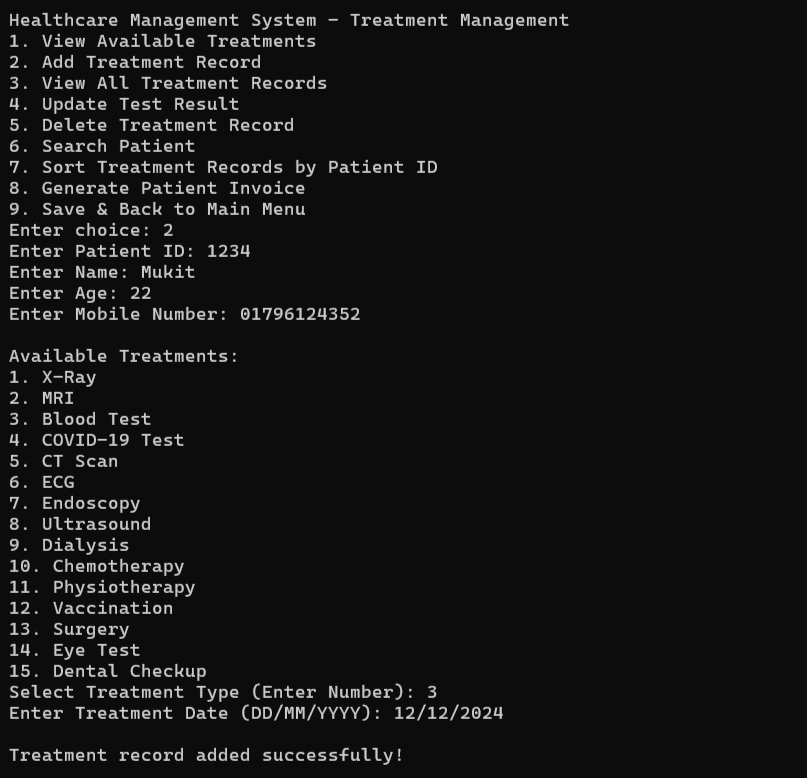 Healthcare Management System - Treatment Management
1. View Available Treatments
2. Add Treatment Record
3. View All Treatment Records
4. Update Test Result
5. Delete Treatment Record
6. Search Patient
7. Sort Treatment Records by Patient ID
8. Generate Patient Invoice
9. Save & Back to Main Menu
Enter choice: 2
Enter Patient ID: 1234
Enter Name: Mukit
Enter Age: 22
Enter Mobile Number: 01796124352
Available Treatments:
1. X-Ray
2. MRI
3. Blood Test
4. COVID-19 Test
5. CT Scan
6. ECG
7. Endoscopy
8. Ultrasound
9. Dialysis
10. Chemotherapy
11. Physiotherapy
12. Vaccination
13. Surgery
14. Eye Test
15. Dental Checkup
Select Treatment Type (Enter Number): 3
Enter Treatment Date (DD/MM/YYYY): 12/12/2024
Treatment record added successfully!